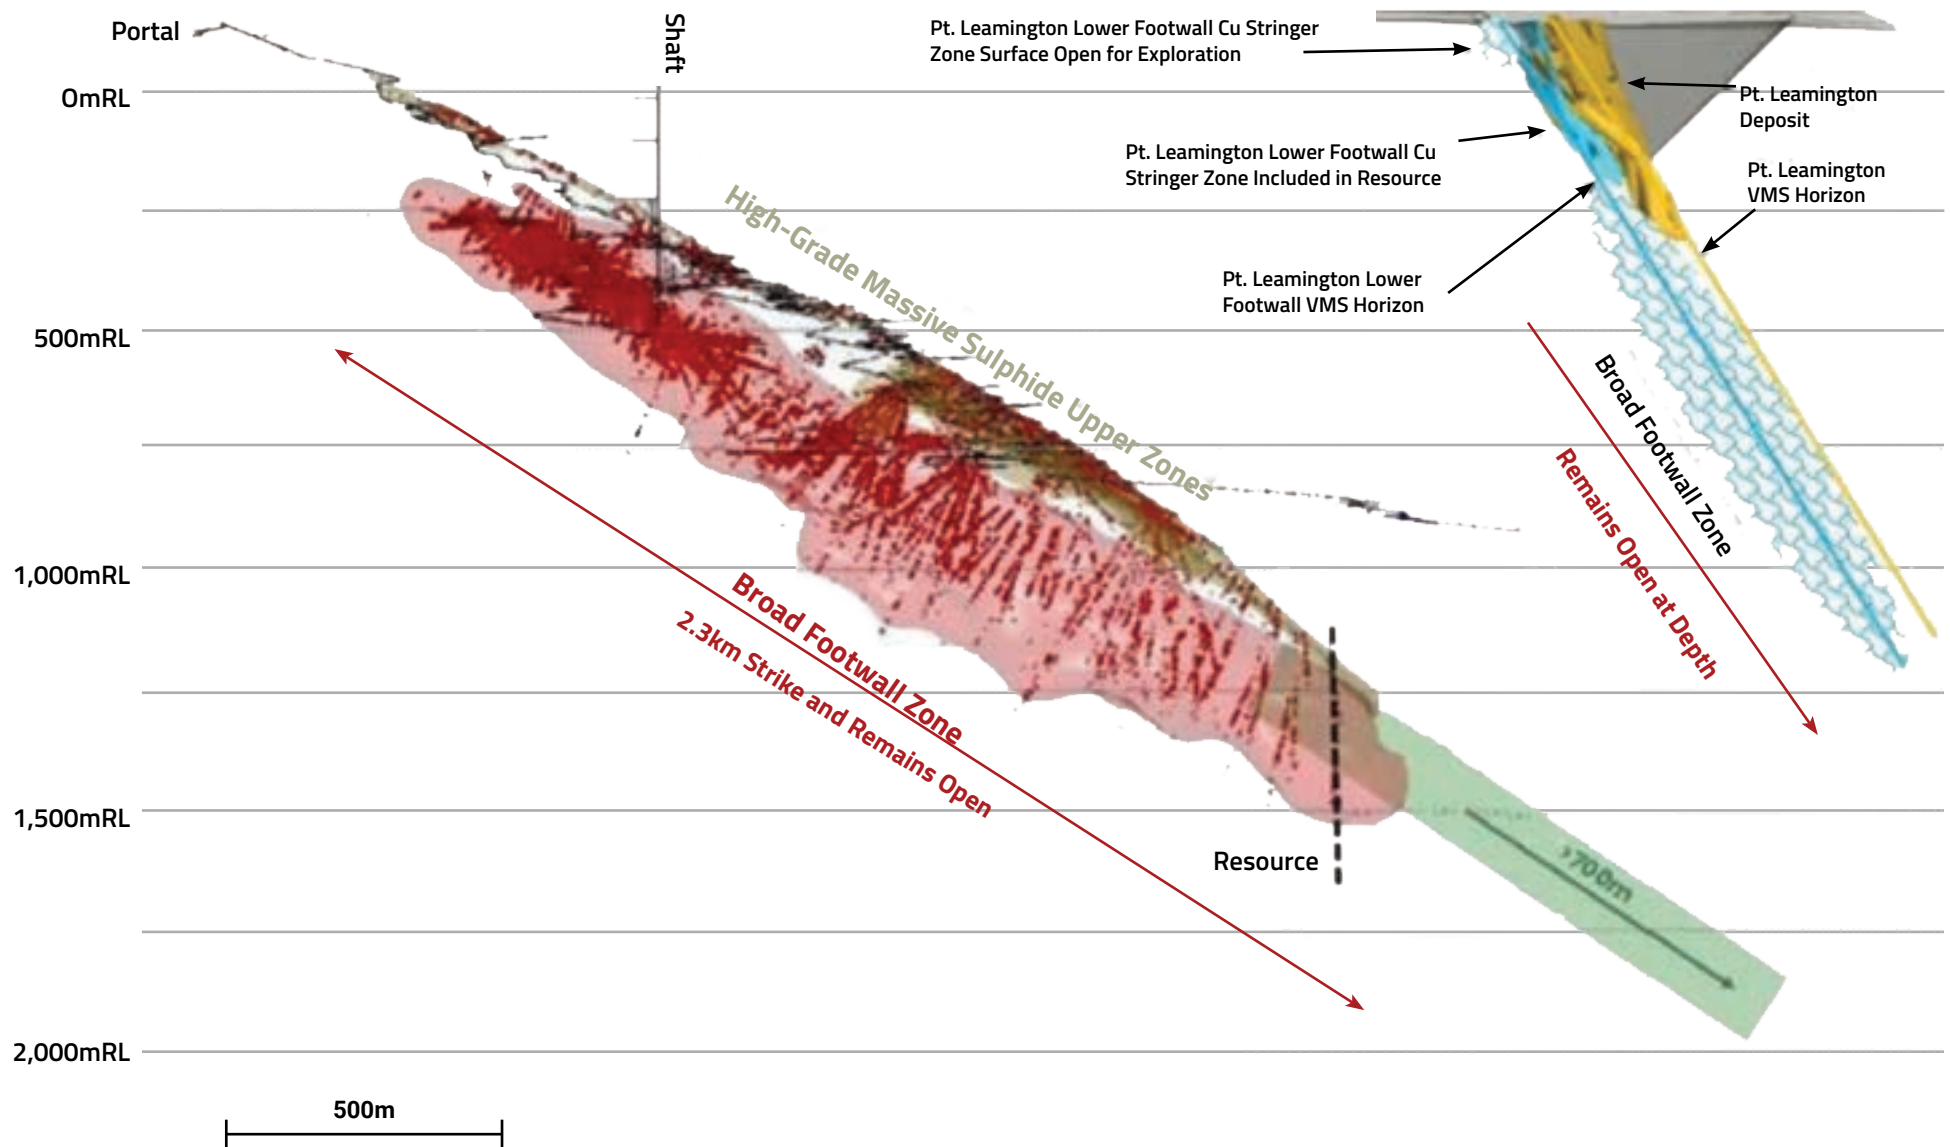 Portal
Shaft
Pt. Leamington Lower Footwall Cu Stringer
Zone Surface Open for Exploration
Pt. Leamington
Deposit
Pt. Leamington Lower Footwall Cu
Stringer Zone Included in Resource
Pt. Leamington
VMS Horizon
Pt. Leamington Lower
Footwall VMS Horizon
0mRL
500mRL
1,000mRL
1,500mRL
2,000mRL
High-Grade Massive Sulphide Upper Zones
Broad Footwall Zone
Remains Open at Depth
Broad Footwall Zone
2.3km Strike and Remains Open
Resource
>700m
500m